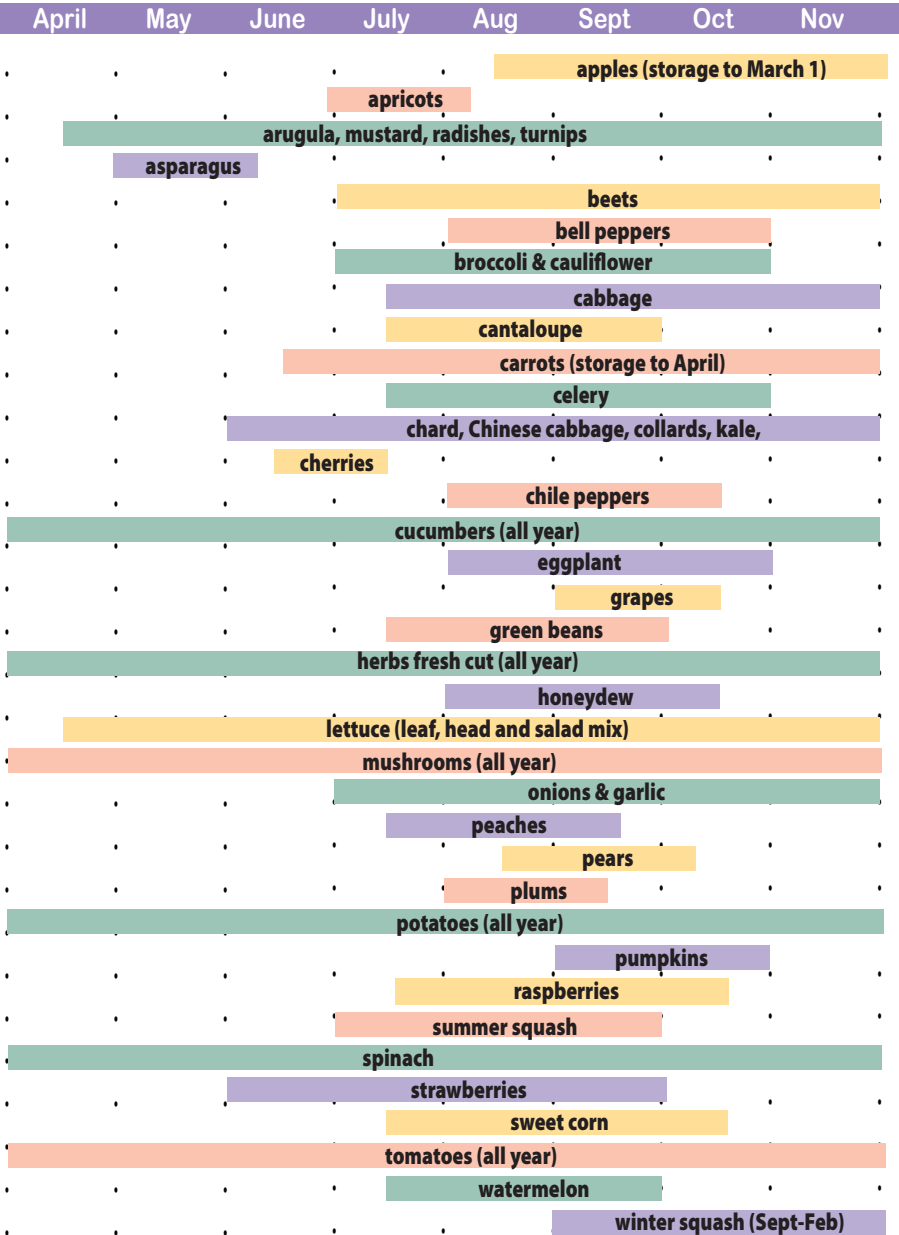 April May June July Aug Sept Oct Nov
apples (storage to March 1)
apricots
arugula, mustard, radishes, turnips
asparagus
beets
bell peppers
broccoli & cauliflower
cabbage
cantaloupe
carrots (storage to April)
celery
chard, Chinese cabbage, collards, kale,
cherries
chile peppers
cucumbers (all year)
eggplant
grapes
green beans
herbs fresh cut (all year)
honeydew
lettuce (leaf, head and salad mix)
mushrooms (all year)
onions & garlic
peaches
pears
plums
potatoes (all year)
pumpkins
raspberries
summer squash
spinach
strawberries
sweet corn
tomatoes (all year)
watermelon
winter squash (Sept-Feb)